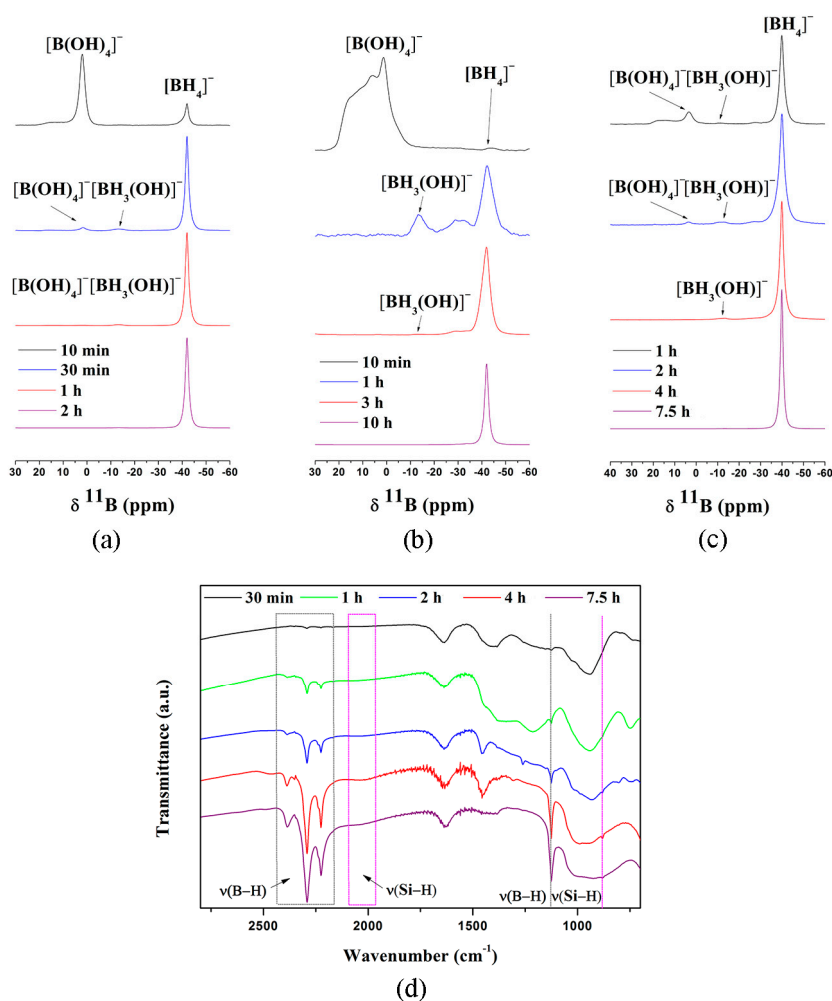 [B(OH)₄]⁻
[BH₄]⁻
[B(OH)₄]⁻[BH₃(OH)]⁻
[B(OH)₄]⁻[BH₃(OH)]⁻
10 min
30 min
1 h
2 h
30 20 10 0 -10 -20 -30 -40 -50 -60
δ ¹¹B (ppm)
(a)
[B(OH)₄]⁻
[BH₄]⁻
[BH₃(OH)]⁻
[BH₃(OH)]⁻
10 min
1 h
3 h
10 h
30 20 10 0 -10 -20 -30 -40 -50 -60
δ ¹¹B (ppm)
(b)
[BH₄]⁻
[B(OH)₄]⁻[BH₃(OH)]⁻
[B(OH)₄]⁻[BH₃(OH)]⁻
[BH₃(OH)]⁻
1 h
2 h
4 h
7.5 h
40 30 20 10 0 -10 -20 -30 -40 -50 -60
δ ¹¹B (ppm)
(c)
30 min 1 h 2 h 4 h 7.5 h
Transmittance (a.u.)
ν(B–H) ν(Si–H) ν(B–H) ν(Si–H)
2500 2000 1500 1000
Wavenumber (cm⁻¹)
(d)